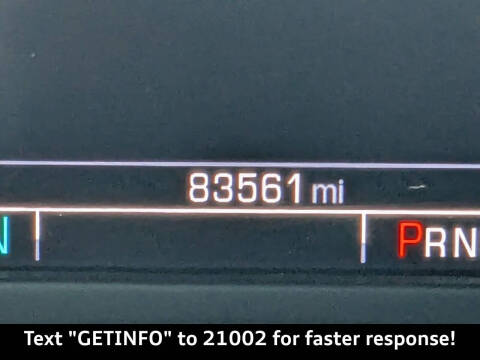 83561 mi
N
PRN
Text "GETINFO" to 21002 for faster response!